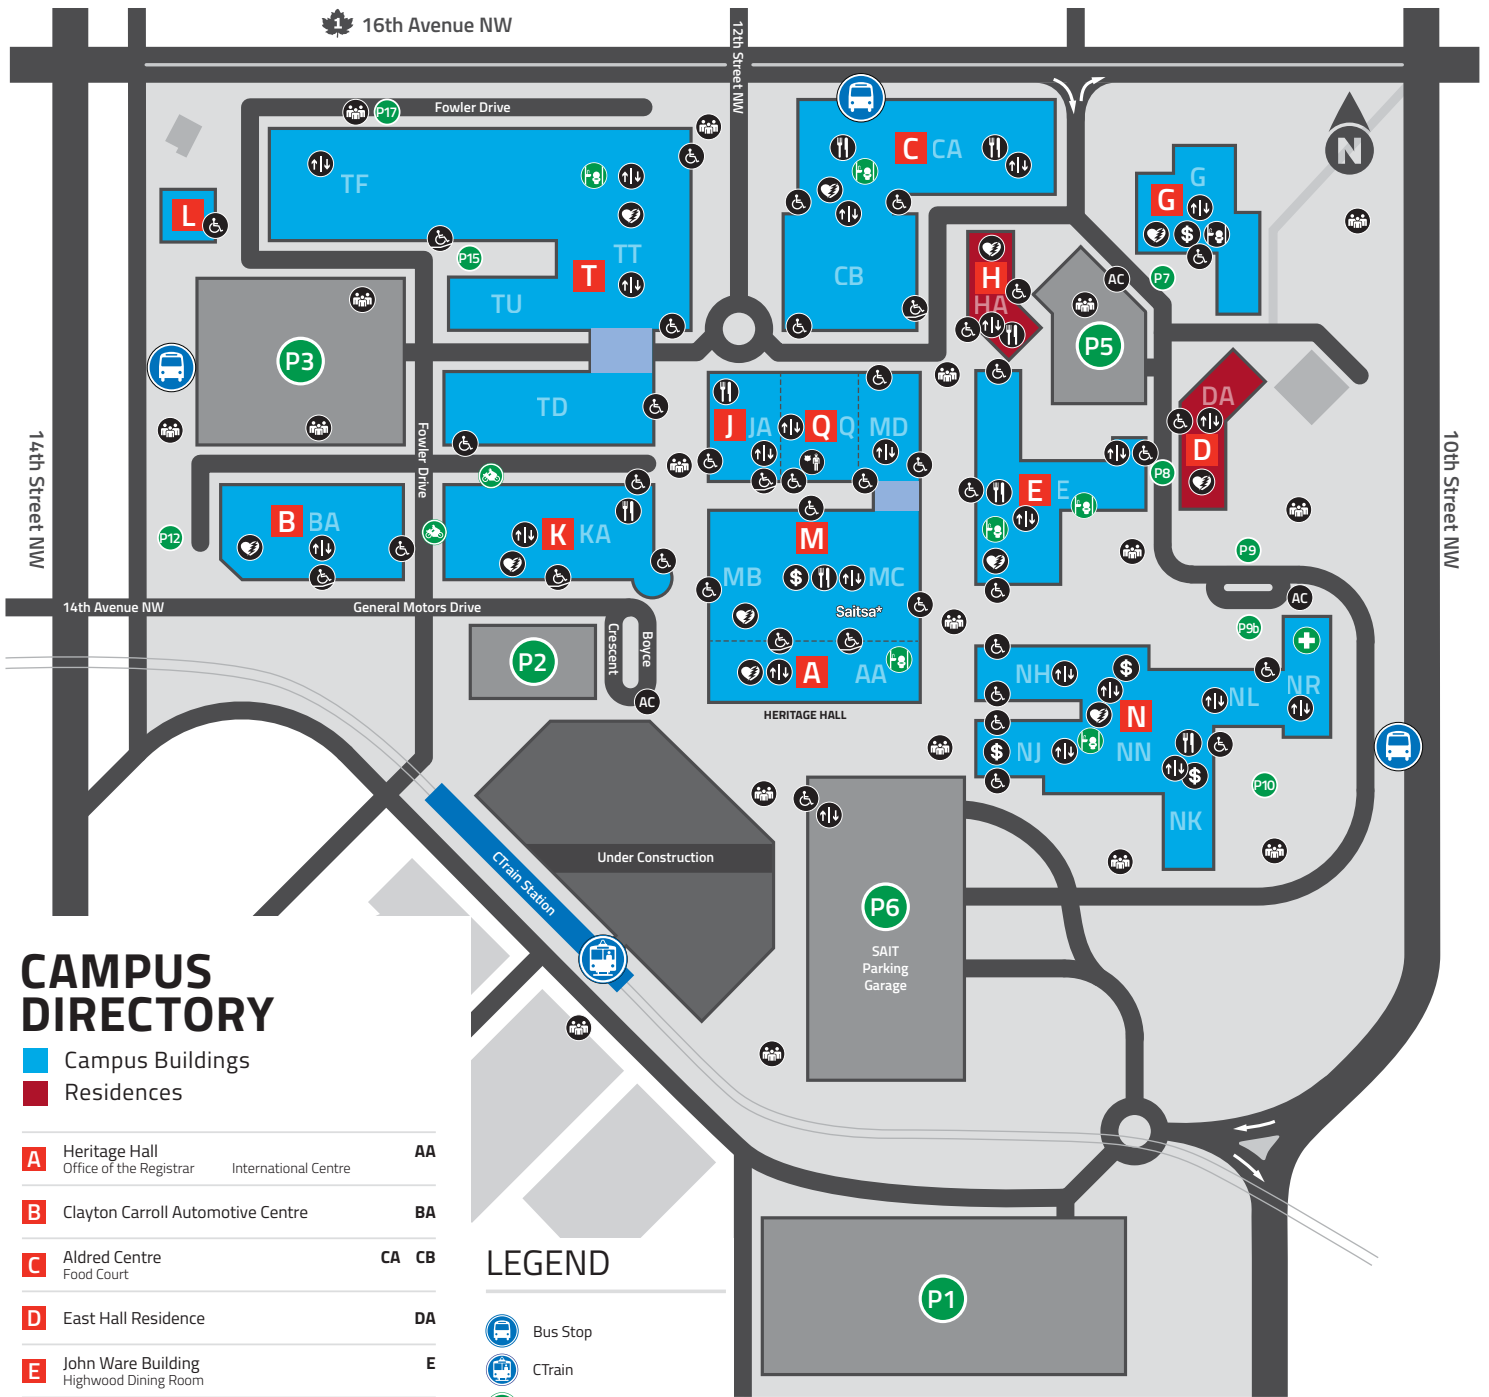 1 16th Avenue NW
12th Street NW
Fowler Drive
P17
N
TF
C CA
G
G
L
P15
TT
T
TU
CB
H
HA
AC
P7
P5
P3
TD
DA
J JA
Q Q
MD
D
14th Street NW
Fowler Drive
10th Street NW
P8
E E
P12
B BA
K KA
M
MB
$
MC
Saitsa*
P9
AC
P9b
14th Avenue NW
General Motors Drive
Boyce
Crescent
P2
AC
A
AA
HERITAGE HALL
NH
$
NL
NR
N
$
NJ
NN
$
P10
NK
CTrain Station
Under Construction
P6
SAIT
Parking
Garage
P1
CAMPUS
DIRECTORY
Campus Buildings
Residences
A Heritage Hall AA
Office of the Registrar International Centre
B Clayton Carroll Automotive Centre BA
C Aldred Centre CA CB
Food Court
D East Hall Residence DA
E John Ware Building E
Highwood Dining Room
LEGEND
Bus Stop
CTrain